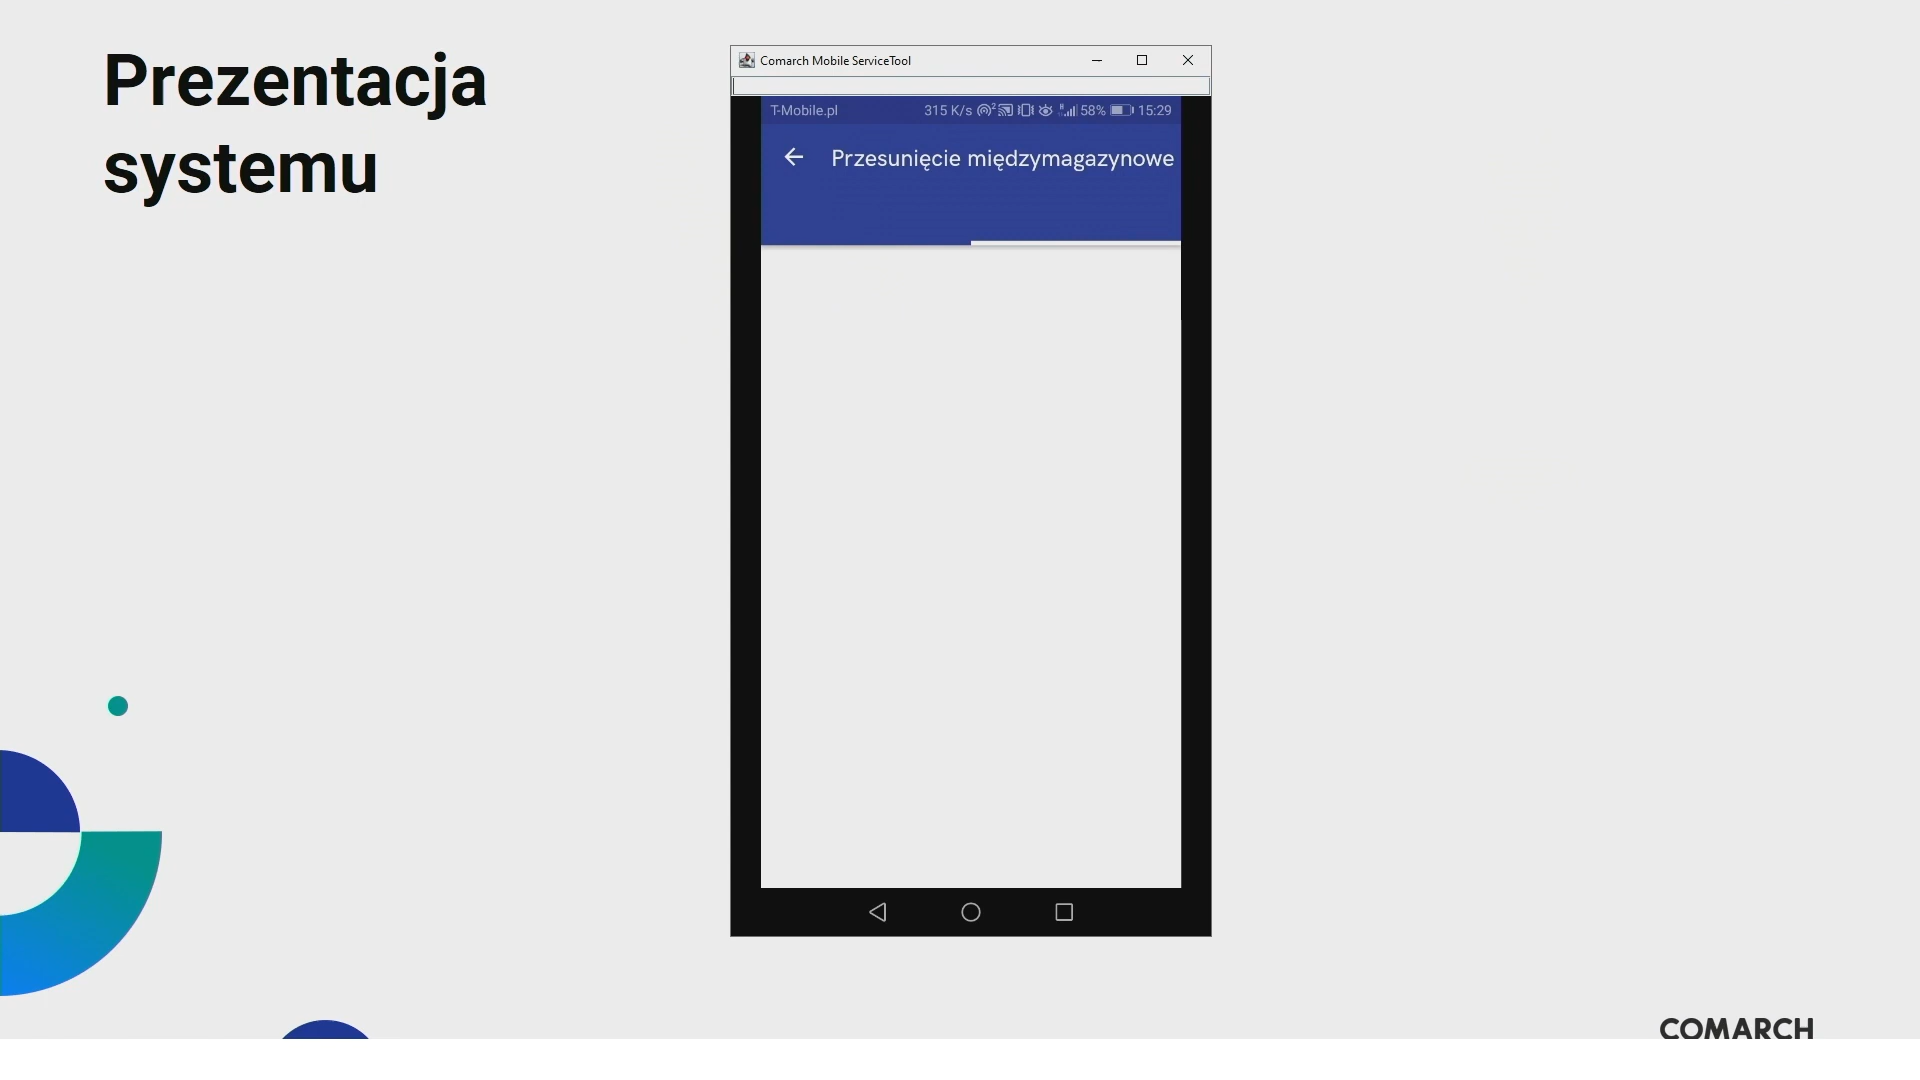 Prezentacja
systemu
Comarch Mobile ServiceTool
T-Mobile.pl 315 K/s 58% 15:29
Przesunięcie międzymagazynowe
COMARCH